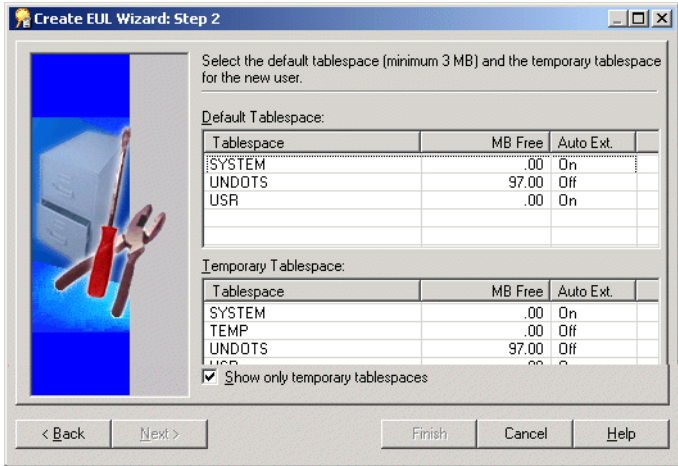 Create EUL Wizard: Step 2
Select the default tablespace (minimum 3 MB) and the temporary tablespace
for the new user.
Default Tablespace:
Tablespace MB Free Auto Ext.
SYSTEM .00 On
UNDOTS 97.00 Off
USR .00 On
Temporary Tablespace:
Tablespace MB Free Auto Ext.
SYSTEM .00 On
TEMP .00 Off
UNDOTS 97.00 Off
Show only temporary tablespaces
< Back Next > Finish Cancel Help